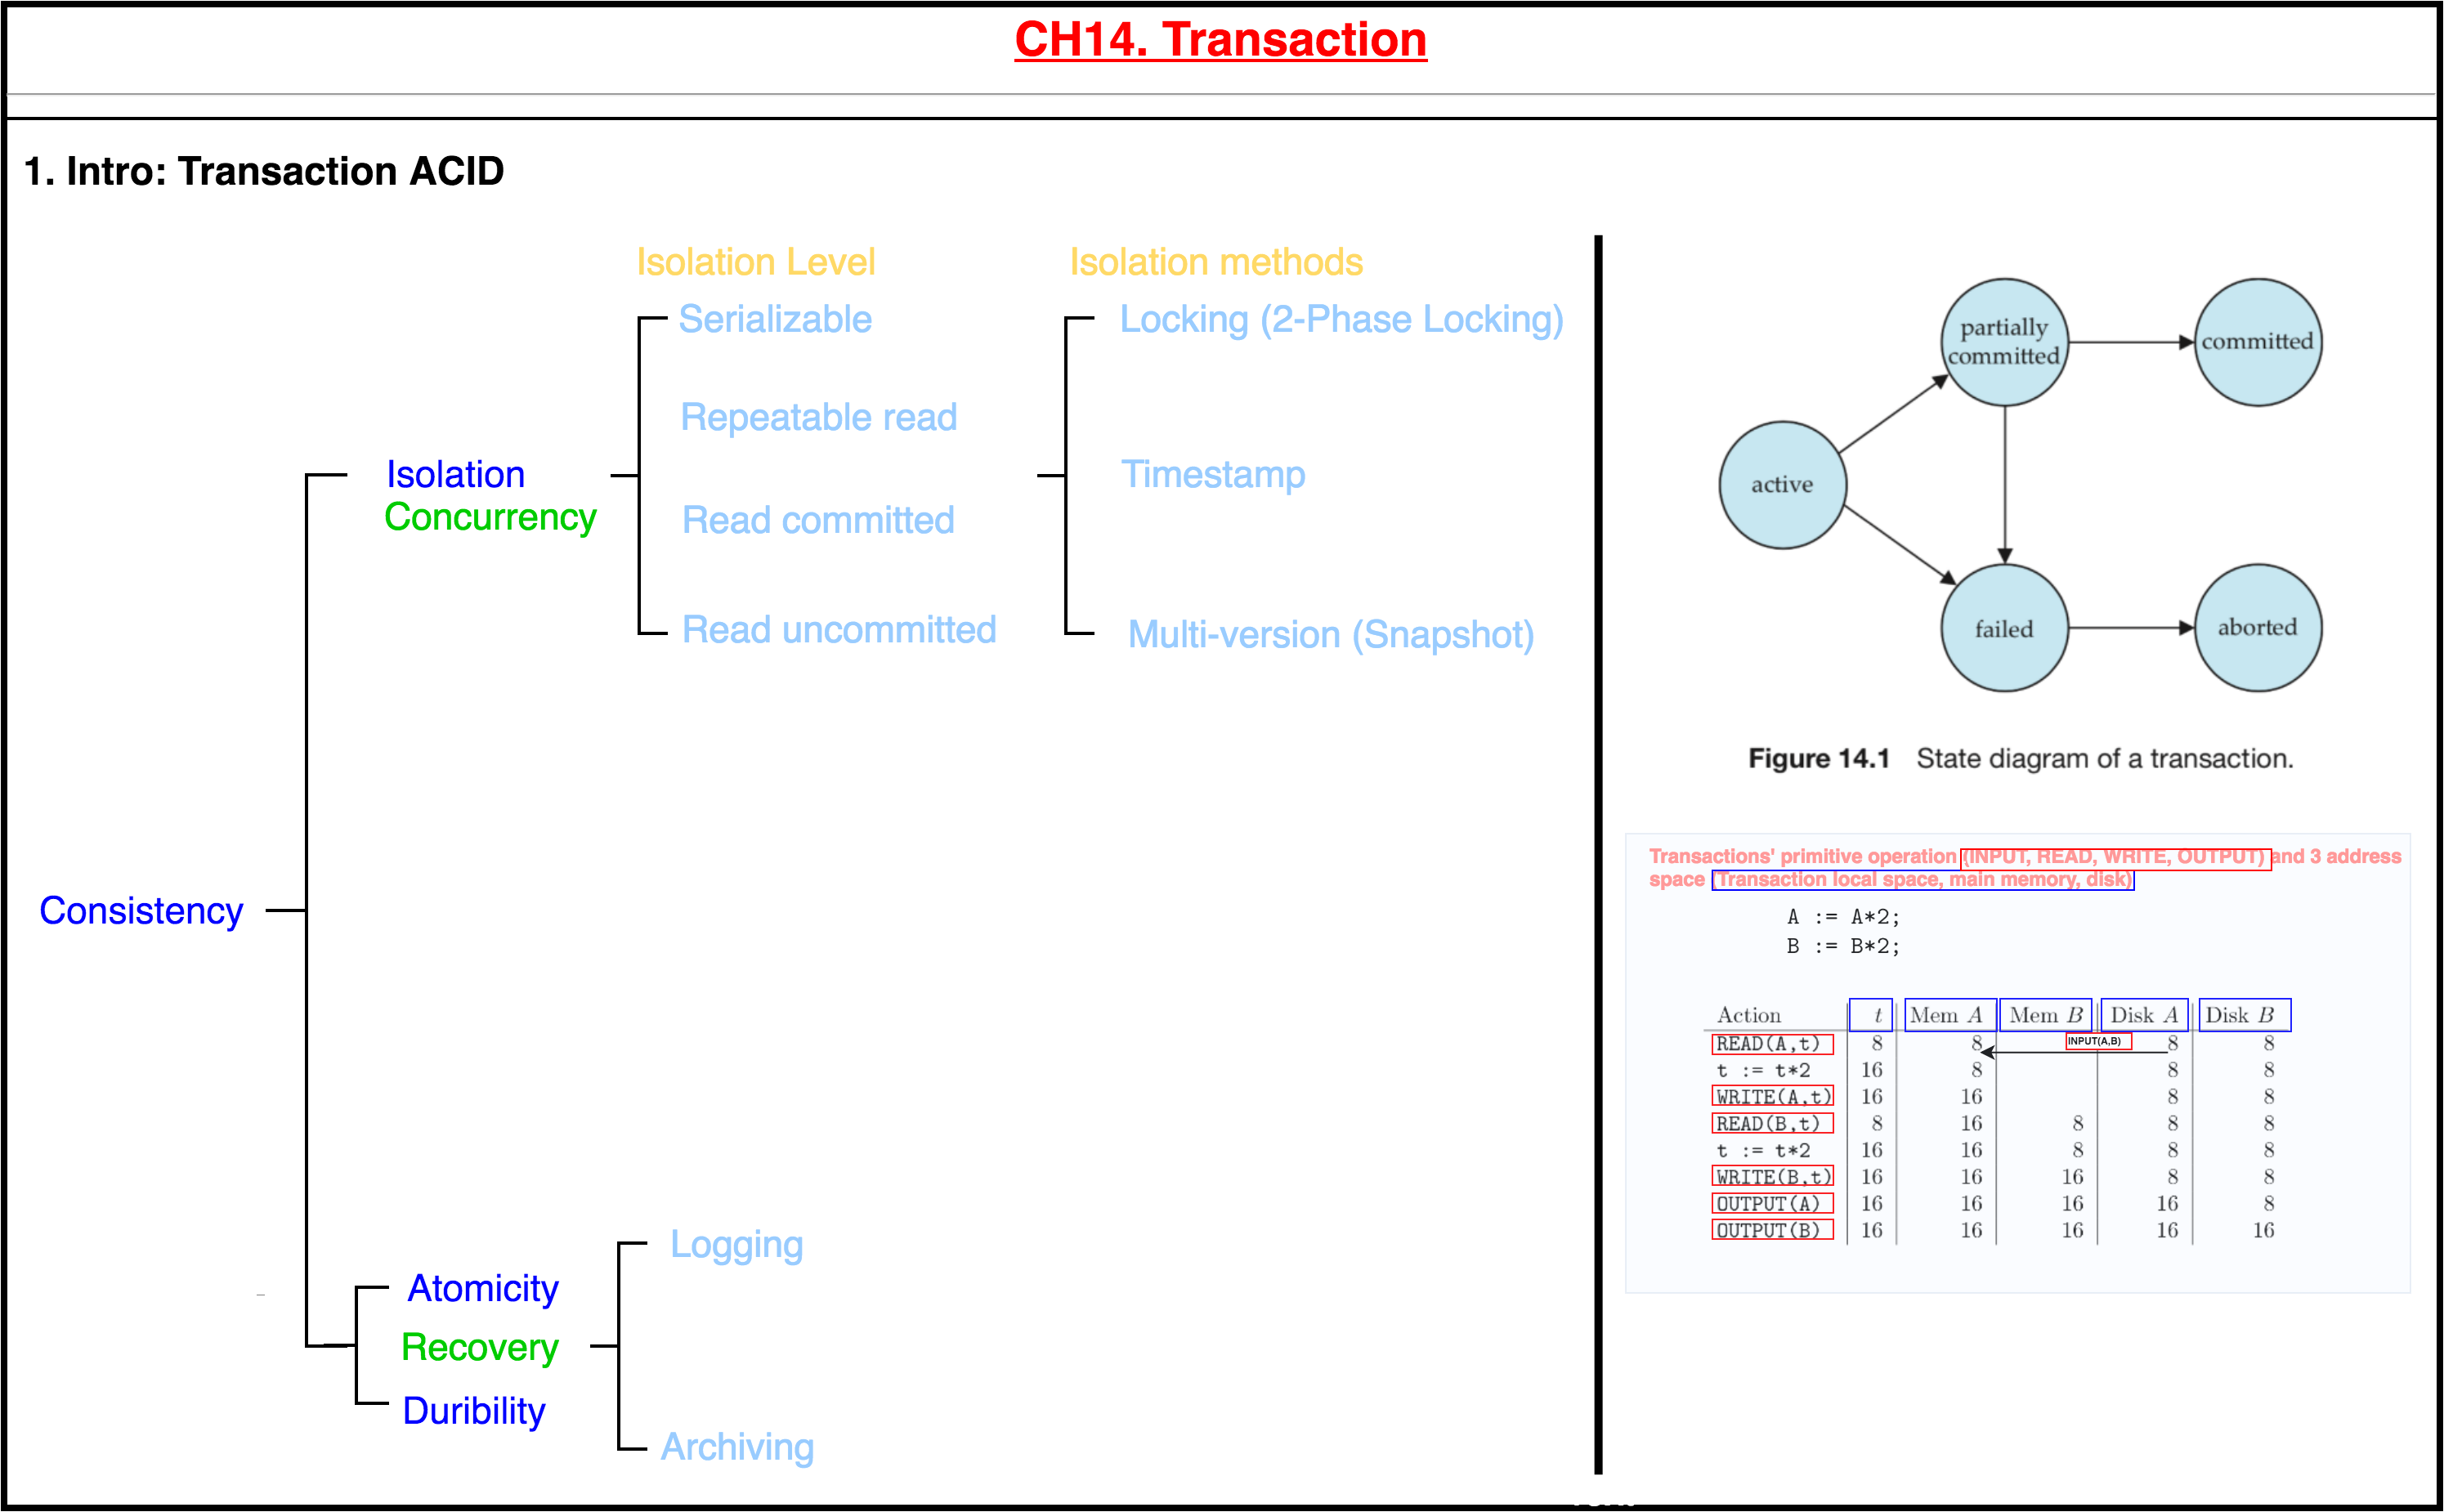 CH14. Transaction
1. Intro: Transaction ACID
Isolation Level
Isolation methods
Serializable
Locking (2-Phase Locking)
Repeatable read
Isolation
Timestamp
Concurrency
Read committed
Read uncommitted
Multi-version (Snapshot)
Consistency
Logging
Atomicity
Recovery
Duribility
Archiving
partially
committed
committed
active
failed
aborted
Figure 14.1 State diagram of a transaction.
Transactions' primitive operation (INPUT, READ, WRITE, OUTPUT) and 3 address
space (Transaction local space, main memory, disk)
A := A*2;
B := B*2;
Action t Mem A Mem B Disk A Disk B
READ(A,t) 8 8 INPUT(A,B) 8 8
t := t*2 16 8 8 8
WRITE(A,t) 16 16 8 8
READ(B,t) 8 16 8 8 8
t := t*2 16 16 8 8 8
WRITE(B,t) 16 16 16 8 8
OUTPUT(A) 16 16 16 16 8
OUTPUT(B) 16 16 16 16 16